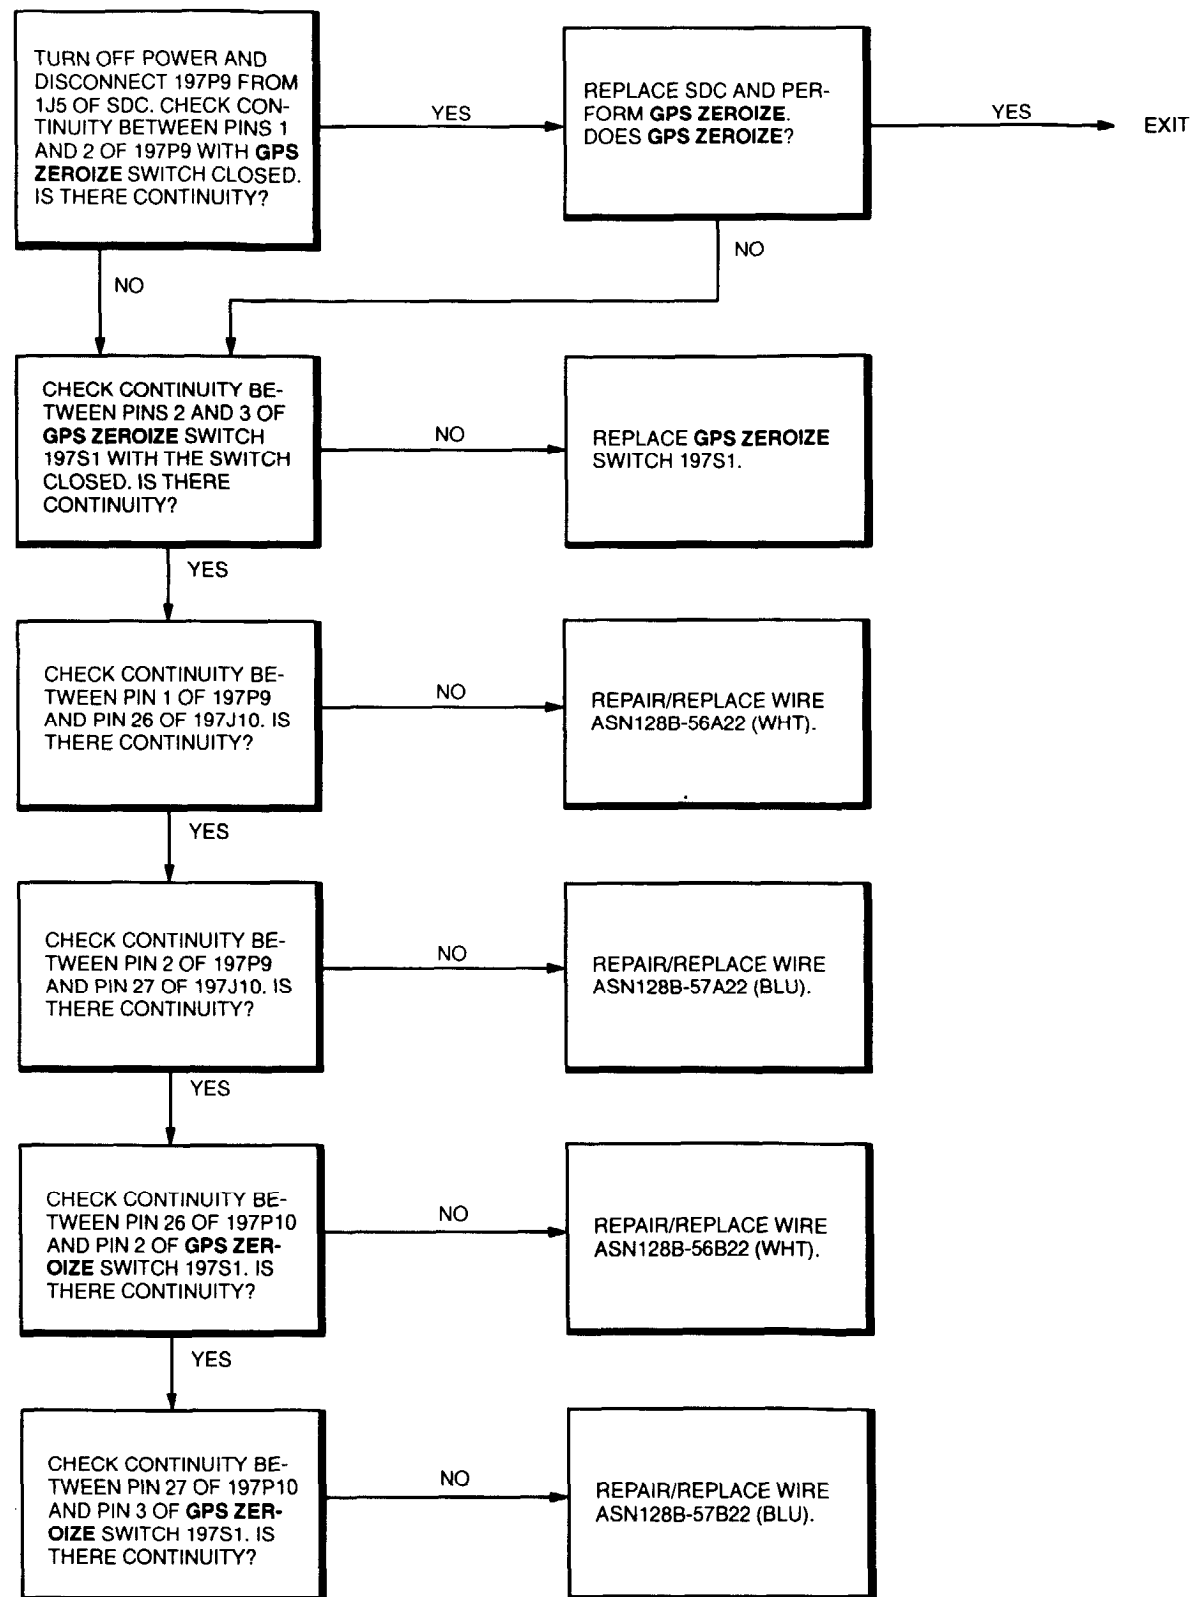 TURN OFF POWER AND
DISCONNECT 197P9 FROM
1J5 OF SDC. CHECK CON-
TINUITY BETWEEN PINS 1
AND 2 OF 197P9 WITH GPS
ZEROIZE SWITCH CLOSED.
IS THERE CONTINUITY?
YES
REPLACE SDC AND PER-
FORM GPS ZEROIZE.
DOES GPS ZEROIZE?
YES
EXIT
NO
NO
CHECK CONTINUITY BE-
TWEEN PINS 2 AND 3 OF
GPS ZEROIZE SWITCH
197S1 WITH THE SWITCH
CLOSED. IS THERE
CONTINUITY?
NO
REPLACE GPS ZEROIZE
SWITCH 197S1.
YES
CHECK CONTINUITY BE-
TWEEN PIN 1 OF 197P9
AND PIN 26 OF 197J10. IS
THERE CONTINUITY?
NO
REPAIR/REPLACE WIRE
ASN128B-56A22 (WHT).
YES
CHECK CONTINUITY BE-
TWEEN PIN 2 OF 197P9
AND PIN 27 OF 197J10. IS
THERE CONTINUITY?
NO
REPAIR/REPLACE WIRE
ASN128B-57A22 (BLU).
YES
CHECK CONTINUITY BE-
TWEEN PIN 26 OF 197P10
AND PIN 2 OF GPS ZER-
OIZE SWITCH 197S1. IS
THERE CONTINUITY?
NO
REPAIR/REPLACE WIRE
ASN128B-56B22 (WHT).
YES
CHECK CONTINUITY BE-
TWEEN PIN 27 OF 197P10
AND PIN 3 OF GPS ZER-
OIZE SWITCH 197S1. IS
THERE CONTINUITY?
NO
REPAIR/REPLACE WIRE
ASN128B-57B22 (BLU).